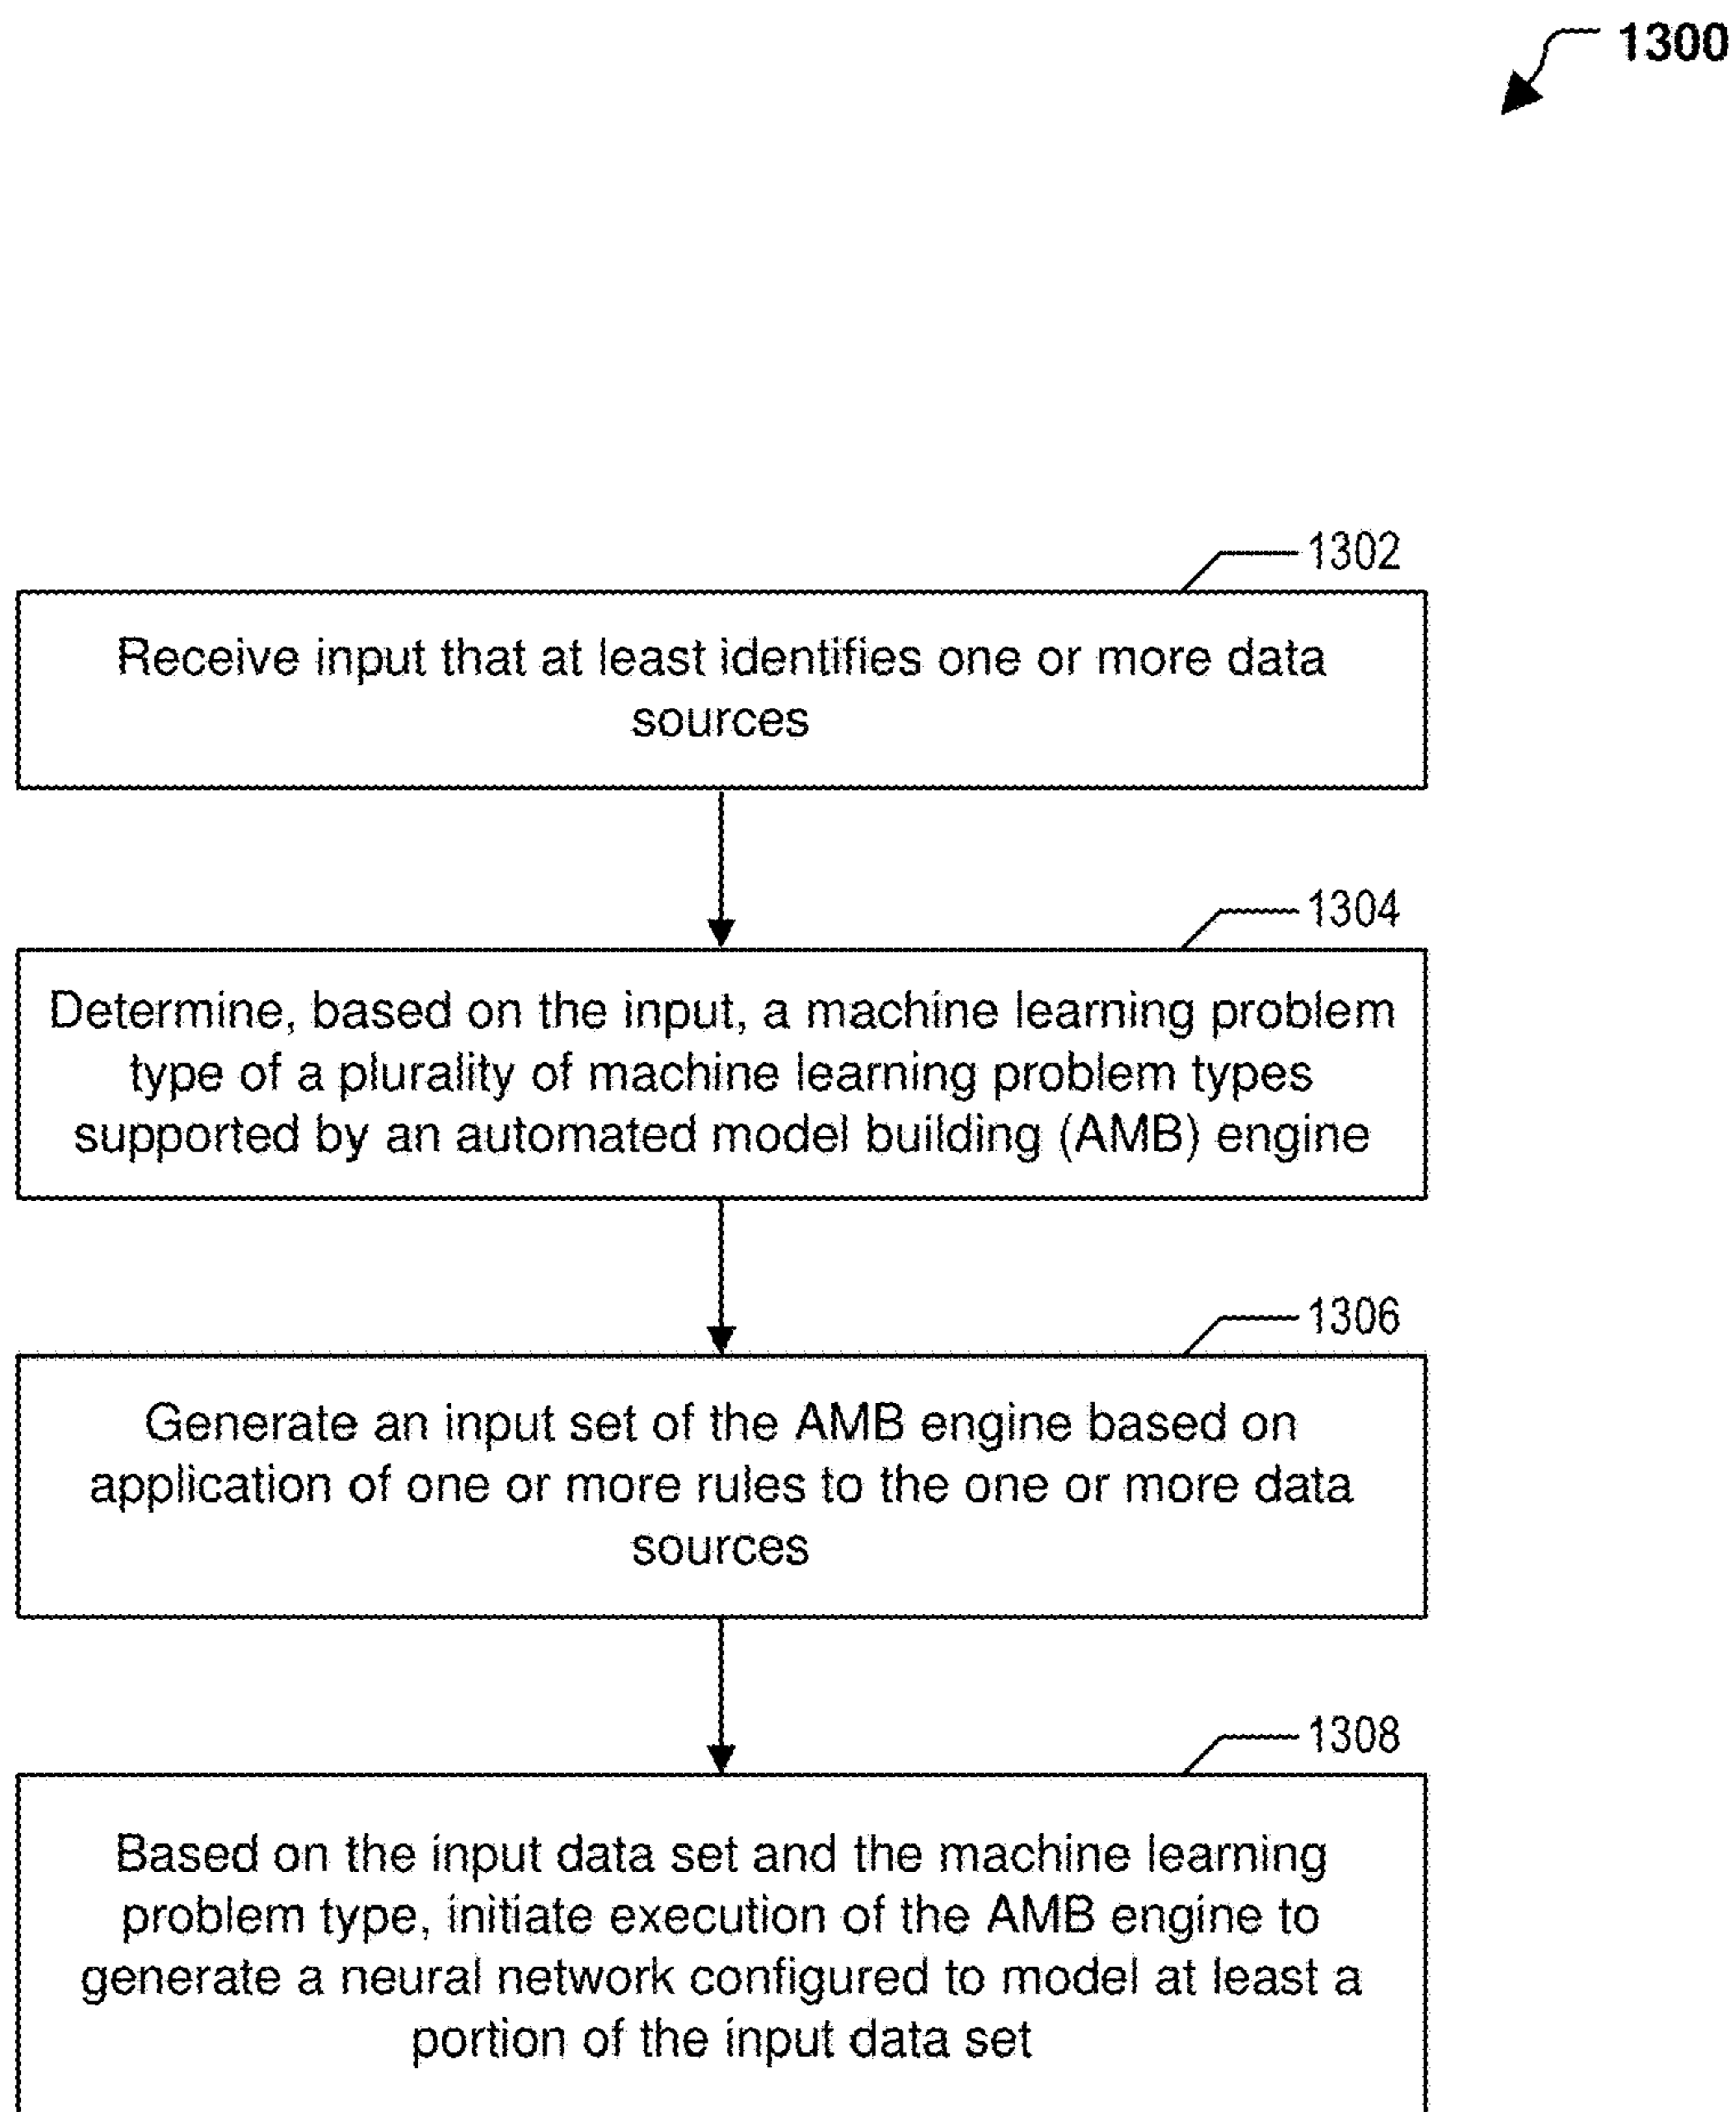 1300
1302
Receive input that at least identifies one or more data
sources
1304
Determine, based on the input, a machine learning problem
type of a plurality of machine learning problem types
supported by an automated model building (AMB) engine
1306
Generate an input set of the AMB engine based on
application of one or more rules to the one or more data
sources
1308
Based on the input data set and the machine learning
problem type, initiate execution of the AMB engine to
generate a neural network configured to model at least a
portion of the input data set